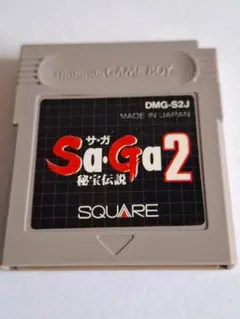 Nintendo GAME BOY
DMG-S2J
MADE IN JAPAN
サ・ガ
Sa・Ga2
秘宝伝説
SQUARE